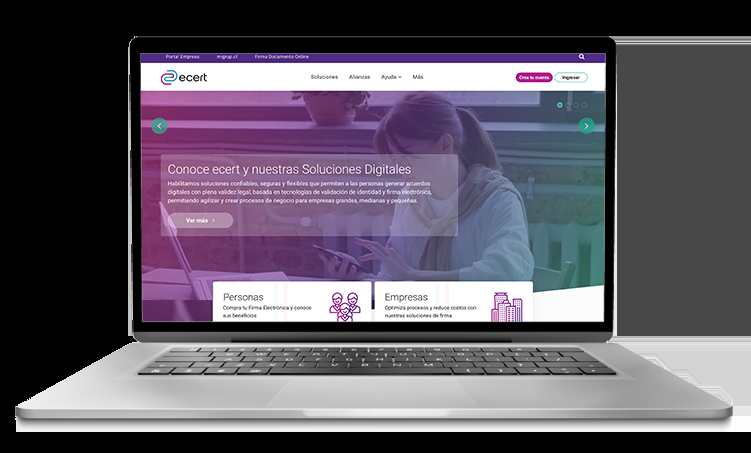 Portal Empresa migrup.cl Firma Documento Online
ecert
Soluciones Alianzas Ayuda Más
Crea tu cuenta
Ingresar
Conoce ecert y nuestras Soluciones Digitales
Habilitamos soluciones confiables, seguras y flexibles que permiten a las personas generar acuerdos
digitales con plena validez legal, basada en tecnologías de validación de identidad y firma electrónico,
permitiendo agilizar y crear procesos de negocio para empresas grandes, medianas y pequeñas.
Ver más
Personas
Compra tu Firma Electrónica y conoce
sus beneficios
Empresas
Optimiza procesos y reduce costos con
nuestras soluciones de firma